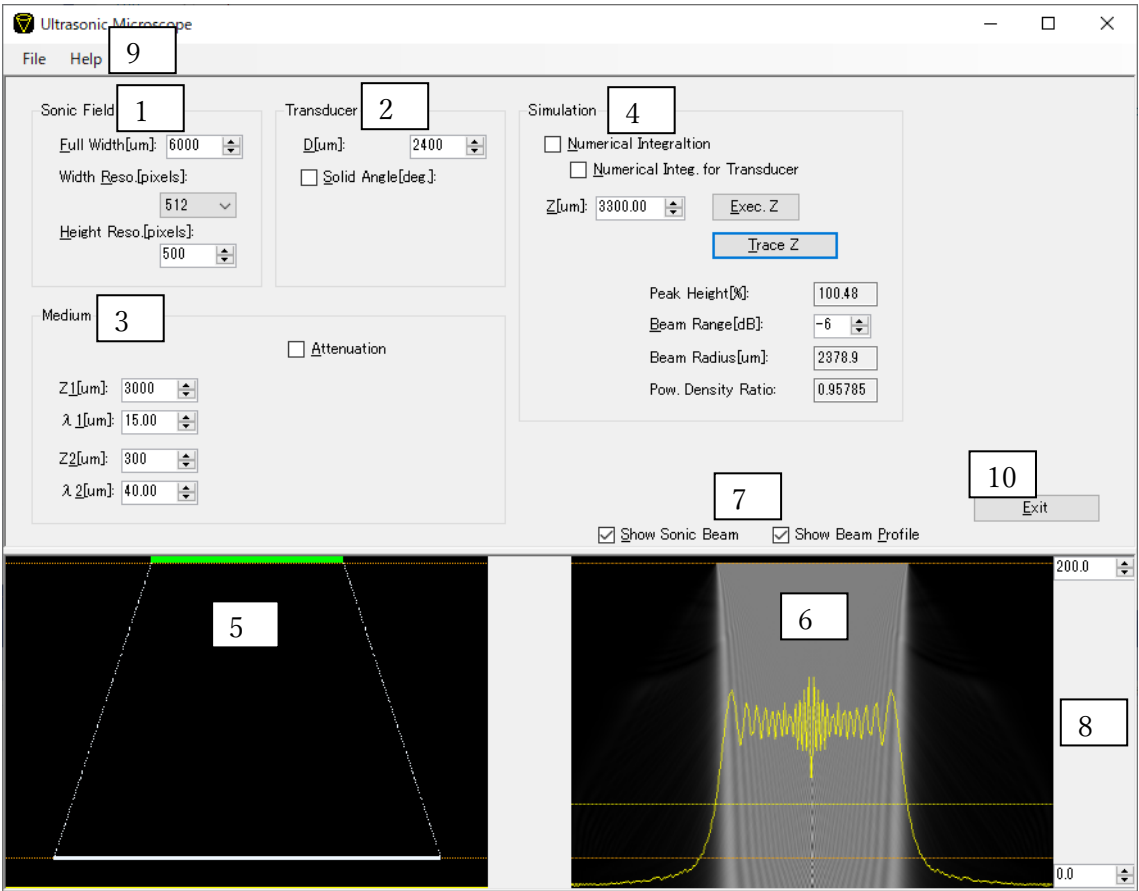 Ultrasonic Microscope
File Help 9
Sonic Field 1
Full Width[um]: 6000
Width Reso.[pixels]:
512
Height Reso.[pixels]:
500
Transducer 2
D[um]: 2400
Solid Angle[deg.]:
Simulation 4
Numerical Integraltion
Numerical Integ. for Transducer
Z[um]: 3300.00 Exec. Z
Trace Z
Peak Height[%]: 100.48
Beam Range[dB]: -6
Beam Radius[um]: 2378.9
Pow. Density Ratio: 0.95785
Medium 3
Attenuation
Z1[um]: 3000
λ 1[um]: 15.00
Z2[um]: 300
λ 2[um]: 40.00
7
Show Sonic Beam Show Beam Profile
10
Exit
5
6
200.0
8
0.0